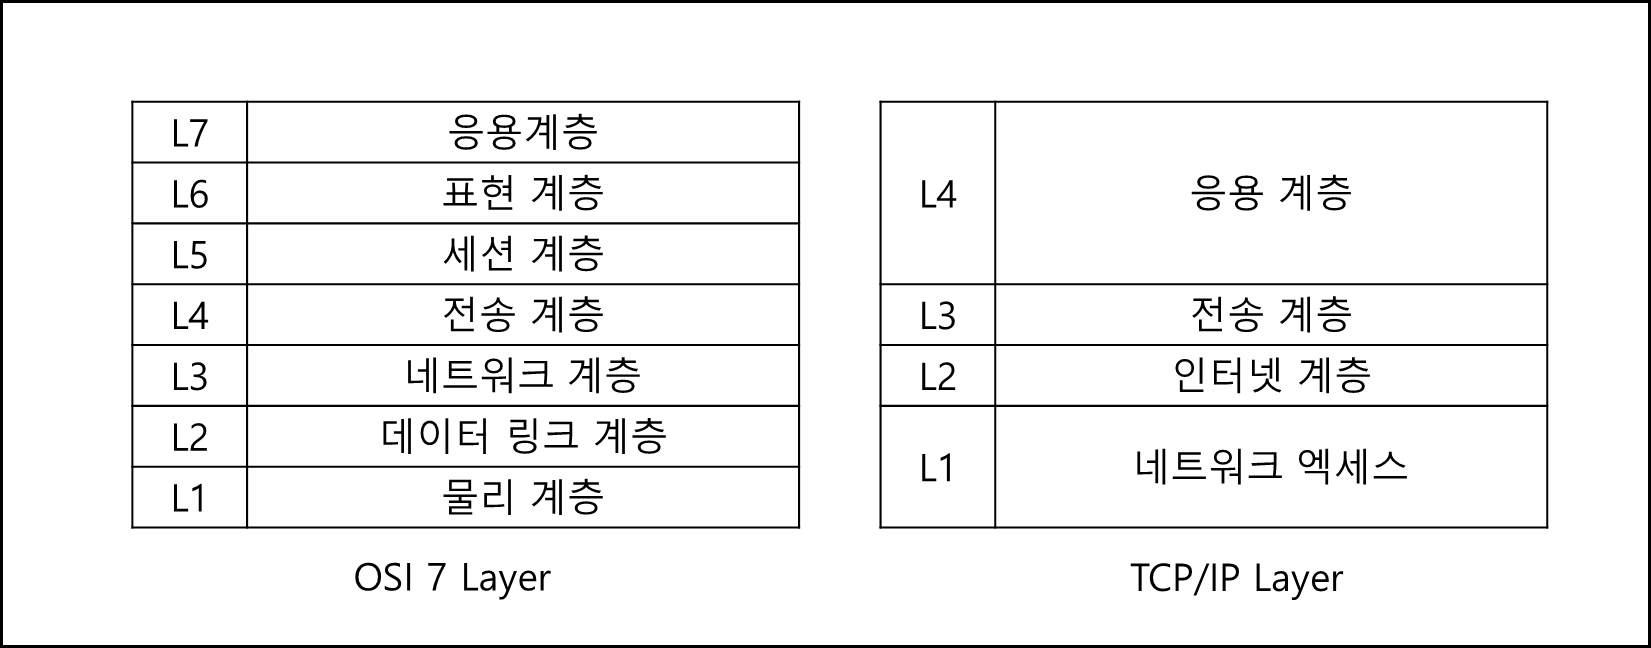 L7 응용계층
L6 표현 계층
L5 세션 계층
L4 전송 계층
L3 네트워크 계층
L2 데이터 링크 계층
L1 물리 계층
OSI 7 Layer
L4 응용 계층
L3 전송 계층
L2 인터넷 계층
L1 네트워크 엑세스
TCP/IP Layer